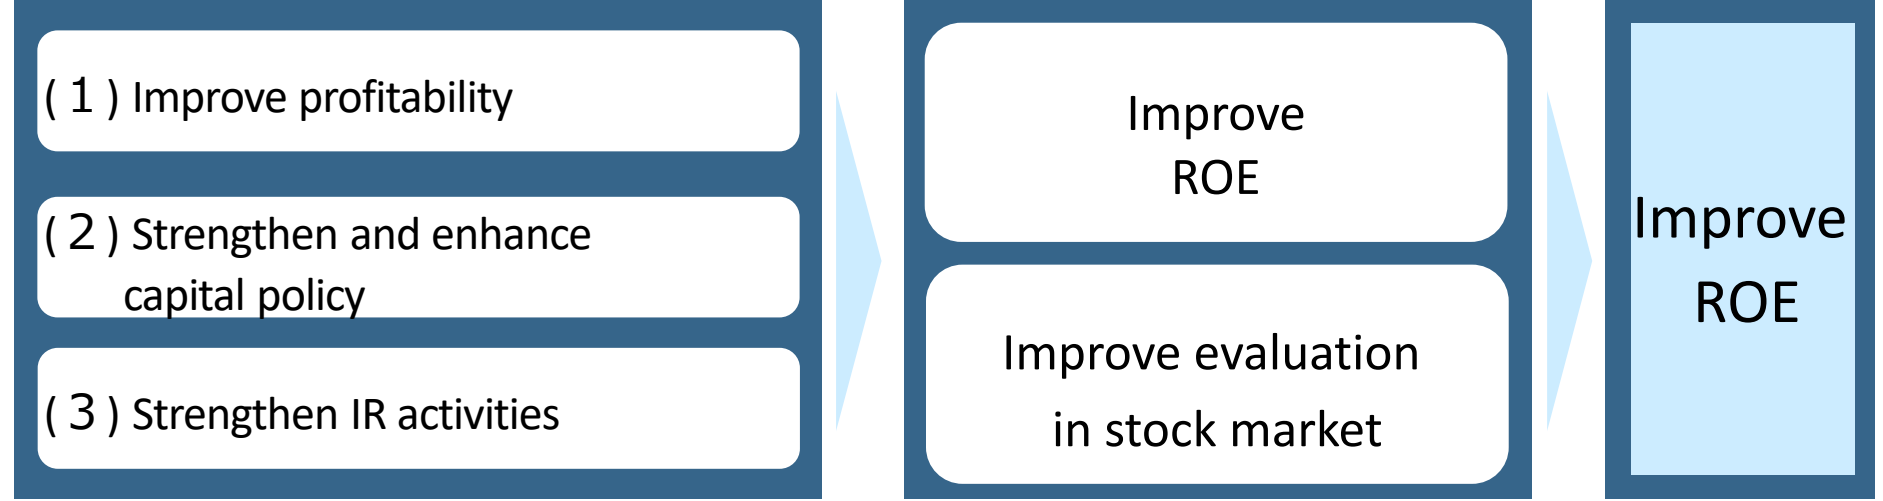 ( 1 ) Improve profitability
( 2 ) Strengthen and enhance
capital policy
( 3 ) Strengthen IR activities
Improve
ROE
Improve evaluation
in stock market
Improve
ROE